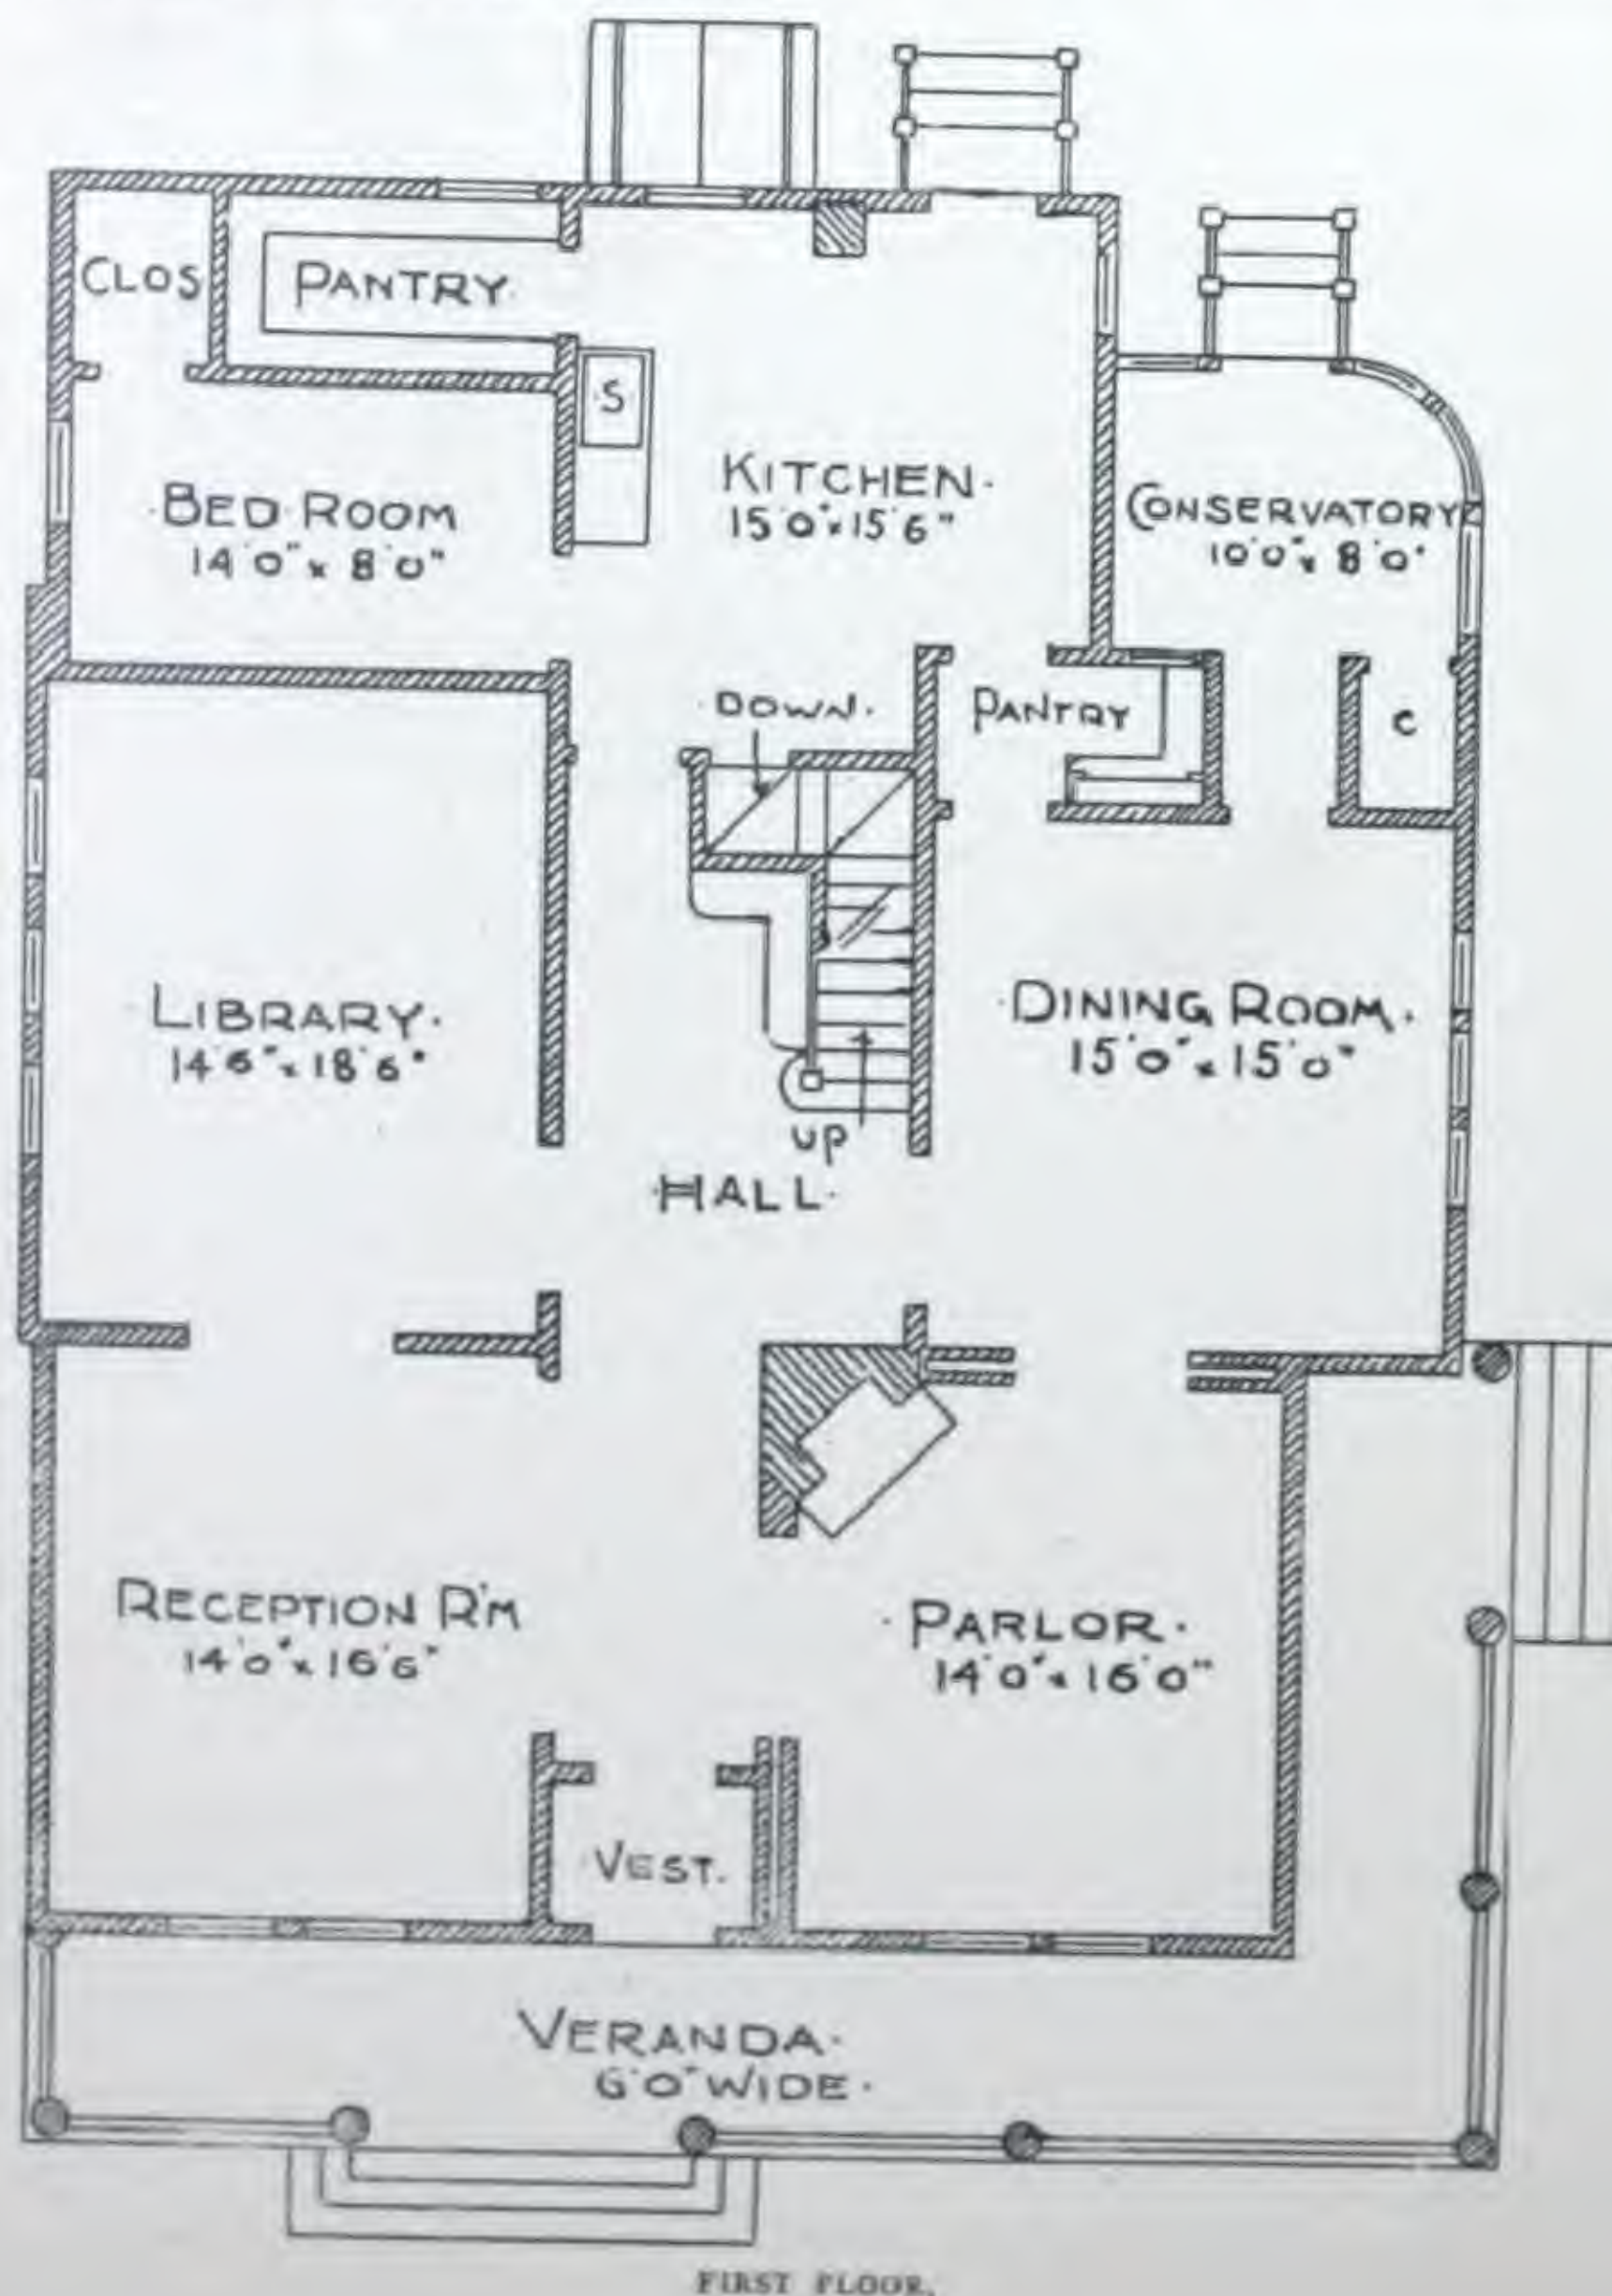 CLOS
PANTRY
S
BED ROOM
14'0" x 8'0"
KITCHEN
15'0" x 15'6"
CONSERVATORY
10'0" x 8'0"
DOWN
PANTRY
C
LIBRARY
14'6" x 18'6"
DINING ROOM
15'0" x 15'0"
UP
HALL
RECEPTION R'M
14'0" x 16'6"
PARLOR
14'0" x 16'0"
VEST.
VERANDA
6'0" WIDE
FIRST FLOOR.